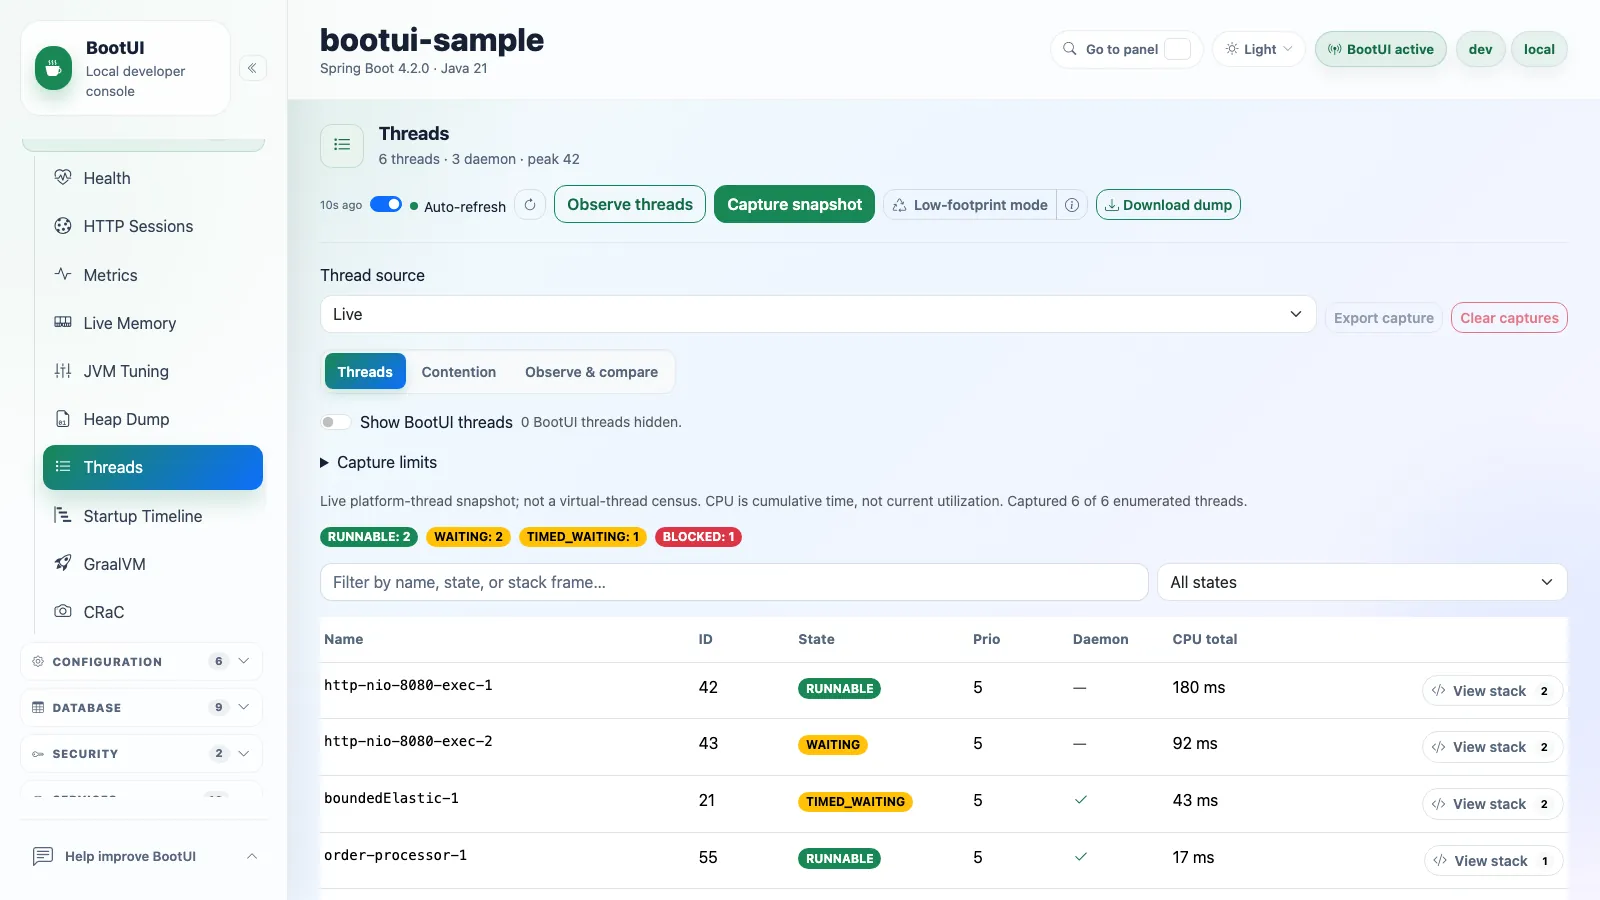 BootUI
Local developer
console
Health
HTTP Sessions
Metrics
Live Memory
JVM Tuning
Heap Dump
Threads
Startup Timeline
GraalVM
CRaC
CONFIGURATION 6
DATABASE 9
SECURITY 2
Help improve BootUI
bootui-sample
Spring Boot 4.2.0 · Java 21
Go to panel
Light
BootUI active
dev
local
Threads
6 threads · 3 daemon · peak 42
10s ago Auto-refresh Observe threads Capture snapshot Low-footprint mode Download dump
Thread source
Live
Export capture
Clear captures
Threads Contention Observe & compare
Show BootUI threads 0 BootUI threads hidden.
Capture limits
Live platform-thread snapshot; not a virtual-thread census. CPU is cumulative time, not current utilization. Captured 6 of 6 enumerated threads.
RUNNABLE: 2 WAITING: 2 TIMED_WAITING: 1 BLOCKED: 1
Filter by name, state, or stack frame...
All states
Name ID State Prio Daemon CPU total
http-nio-8080-exec-1 42 RUNNABLE 5 — 180 ms View stack 2
http-nio-8080-exec-2 43 WAITING 5 — 92 ms View stack 2
boundedElastic-1 21 TIMED_WAITING 5 ✓ 43 ms View stack 2
order-processor-1 55 RUNNABLE 5 ✓ 17 ms View stack 1